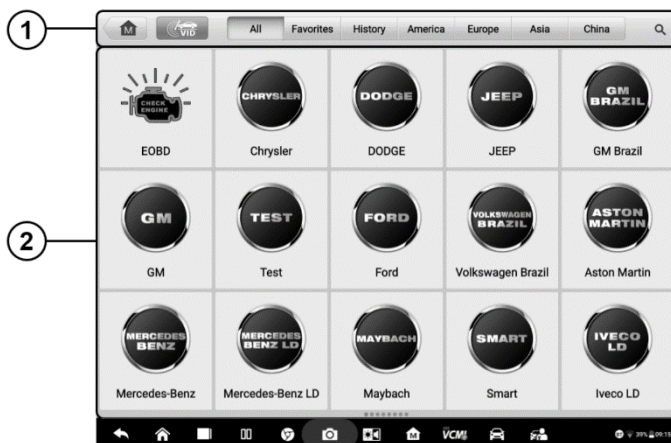 1
M
VID
All
Favorites
History
America
Europe
Asia
China
2
CHECK
ENGINE
EOBD
CHRYSLER
Chrysler
DODGE
DODGE
JEEP
JEEP
GM
BRAZIL
GM Brazil
GM
GM
TEST
Test
FORD
Ford
VOLKSWAGEN
BRAZIL
Volkswagen Brazil
ASTON
MARTIN
Aston Martin
MERCEDES
BENZ
Mercedes-Benz
MERCEDES
BENZ LD
Mercedes-Benz LD
MAYBACH
Maybach
SMART
Smart
IVECO
LD
Iveco LD
M
VCMI
39%